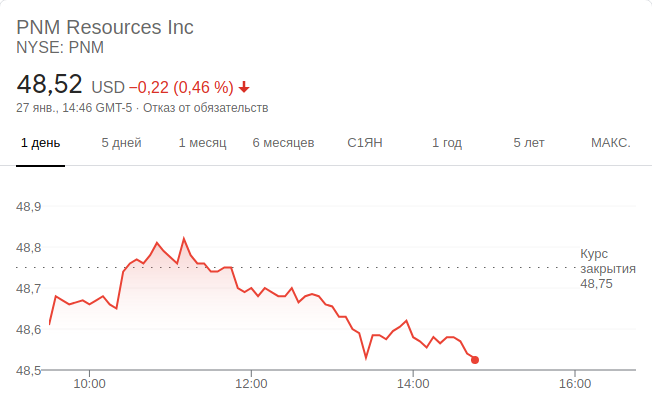 PNM Resources Inc
NYSE: PNM
48,52 USD −0,22 (0,46 %)
27 янв., 14:46 GMT-5 · Отказ от обязательств
1 день 5 дней 1 месяц 6 месяцев С1ЯН 1 год 5 лет МАКС.
48,9
48,8
Курс
закрытия
48,75
48,7
48,6
48,5
10:00 12:00 14:00 16:00